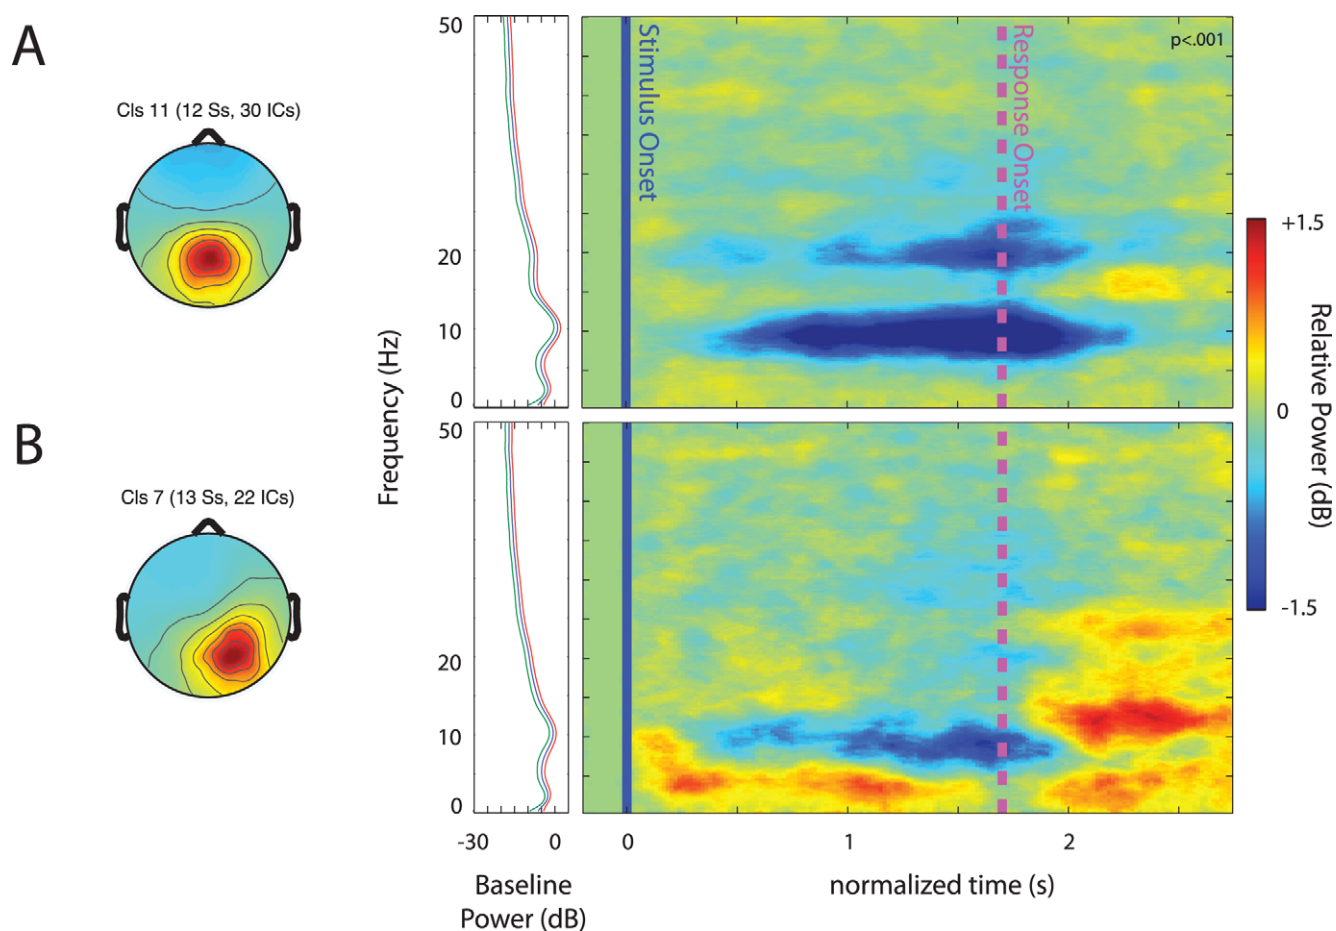 A
Cls 11 (12 Ss, 30 ICs)
50
20
10
0
Stimulus Onset
Response Onset
p<.001
Frequency (Hz)
B
Cls 7 (13 Ss, 22 ICs)
50
20
10
0
-30 0
Baseline
Power (dB)
0 1 2
normalized time (s)
+1.5
0
-1.5
Relative Power (dB)